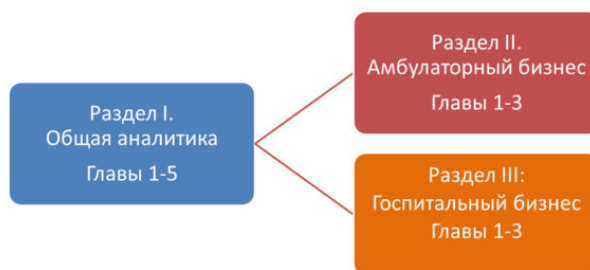 Раздел I.
Общая аналитика
Главы 1-5
Раздел II.
Амбулаторный бизнес
Главы 1-3
Раздел III:
Госпитальный бизнес
Главы 1-3